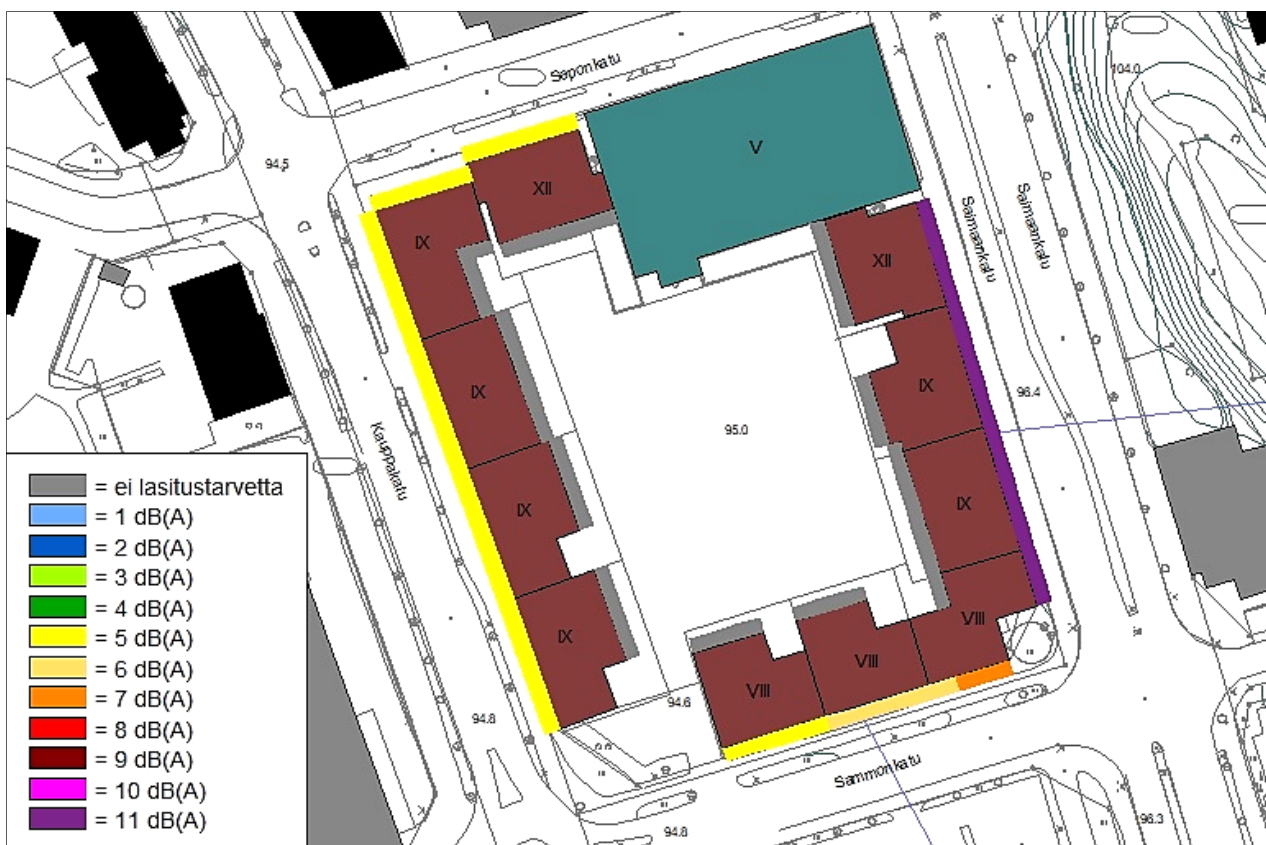 Seponkatu
104.0
94.5
V
XII
Saimaankatu
Saimaankatu
IX
XII
IX
IX
96.4
95.0
Kauppakatu
IX
IX
IX
VIII
VIII
VIII
94.6
94.8
Sammonkatu
94.8
96.3
= ei lasitustarvetta
= 1 dB(A)
= 2 dB(A)
= 3 dB(A)
= 4 dB(A)
= 5 dB(A)
= 6 dB(A)
= 7 dB(A)
= 8 dB(A)
= 9 dB(A)
= 10 dB(A)
= 11 dB(A)